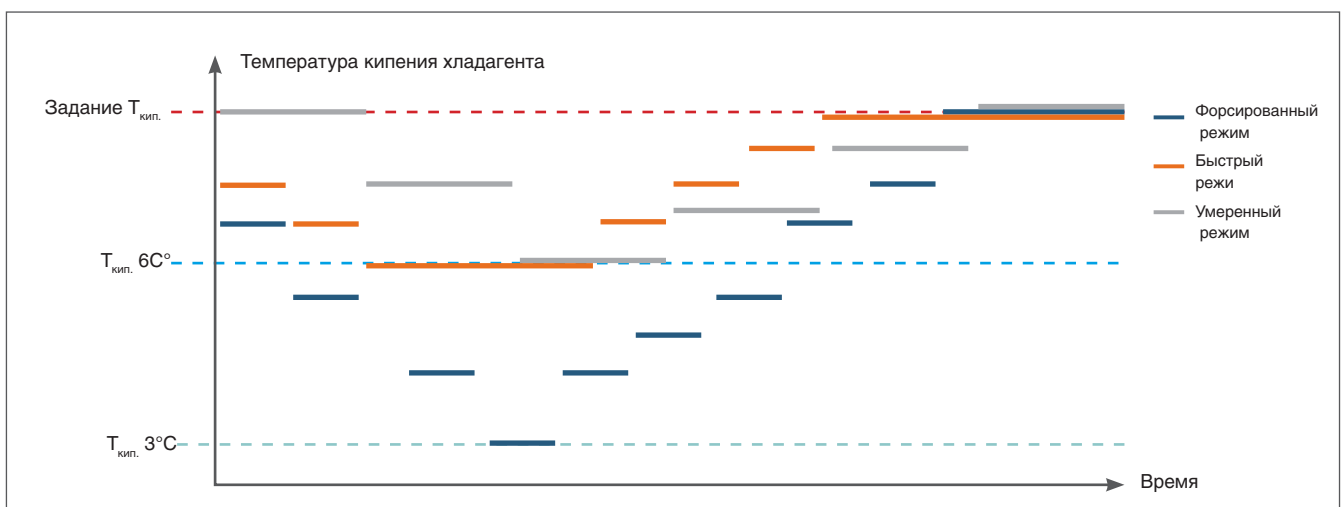 Температура кипения хладагента
Задание Ткип.
Форсированный
режим
Быстрый
режи
Умеренный
режим
Ткип. 6С°
Ткип. 3°С
Время